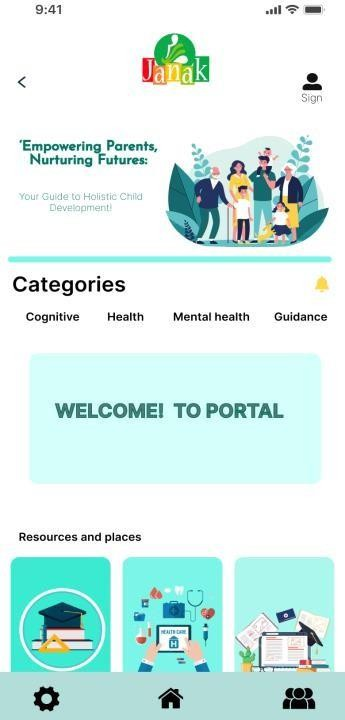 9:41
Janak
Sign
‘Empowering Parents,
Nurturing Futures:
Your Guide to Holistic Child
Development!
Categories
Cognitive Health Mental health Guidance
WELCOME! TO PORTAL
Resources and places
HEALTH CARE
H